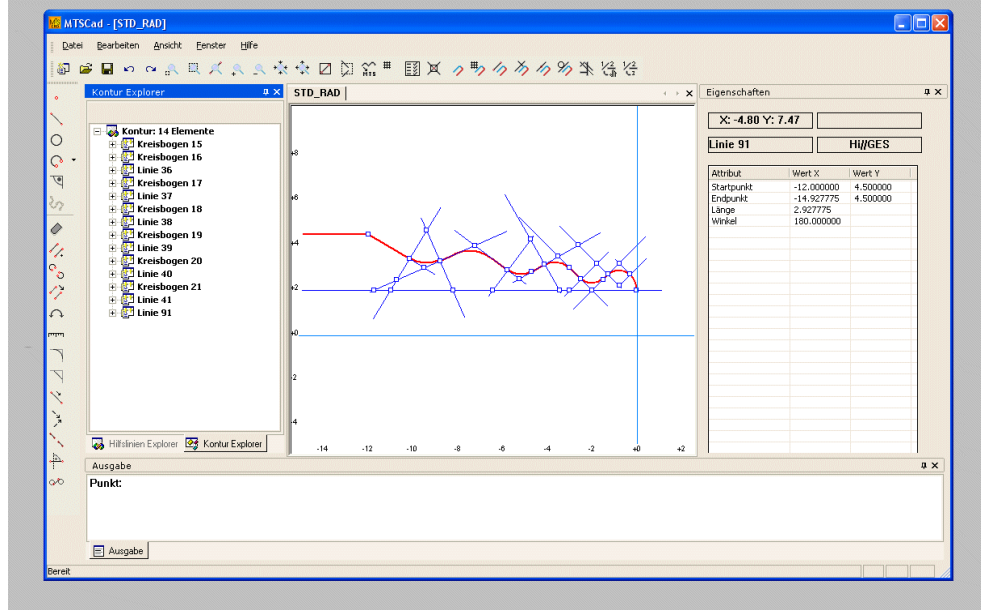 MTSCad - [STD_RAD]
Datei Bearbeiten Ansicht Fenster Hilfe
Kontur Explorer
STD_RAD
Eigenschaften
X: -4.80 Y: 7.47
Linie 91 Hi//GES
Kontur: 14 Elemente
Kreisbogen 15
Kreisbogen 16
Linie 36
Kreisbogen 17
Linie 37
Kreisbogen 18
Linie 38
Kreisbogen 19
Linie 39
Kreisbogen 20
Linie 40
Kreisbogen 21
Linie 41
Linie 91
Attribut Wert X Wert Y
Startpunkt -12.000000 4.500000
Endpunkt -14.927775 4.500000
Länge 2.927775
Winkel 180.000000
+8
+6
+4
+2
+0
-2
-4
-14 -12 -10 -8 -6 -4 -2 +0 +2
Hilfslinien Explorer Kontur Explorer
Ausgabe
Punkt:
Ausgabe
Bereit